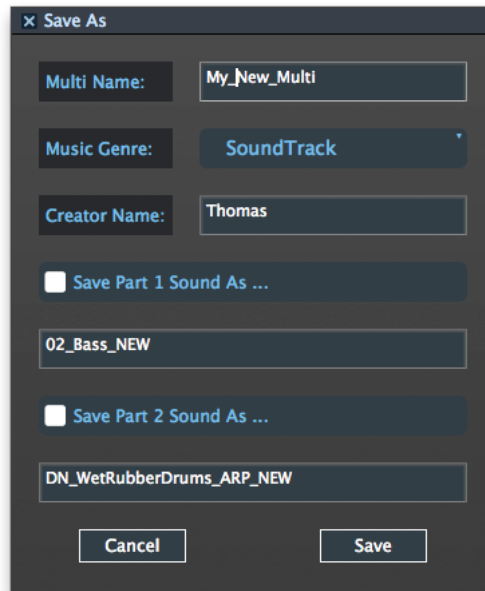 Save As
Multi Name: My_New_Multi
Music Genre: SoundTrack
Creator Name: Thomas
Save Part 1 Sound As ...
02_Bass_NEW
Save Part 2 Sound As ...
DN_WetRubberDrums_ARP_NEW
Cancel Save